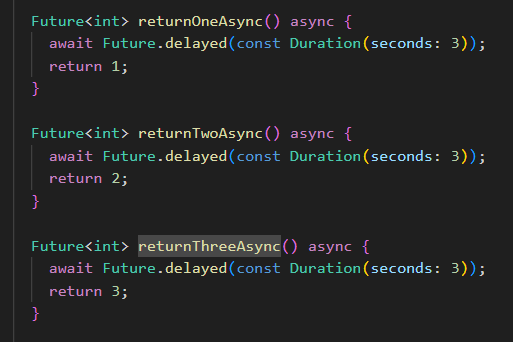 Future<int> returnOneAsync() async {
  await Future.delayed(const Duration(seconds: 3));
  return 1;
}
Future<int> returnTwoAsync() async {
  await Future.delayed(const Duration(seconds: 3));
  return 2;
}
Future<int> returnThreeAsync() async {
  await Future.delayed(const Duration(seconds: 3));
  return 3;
}